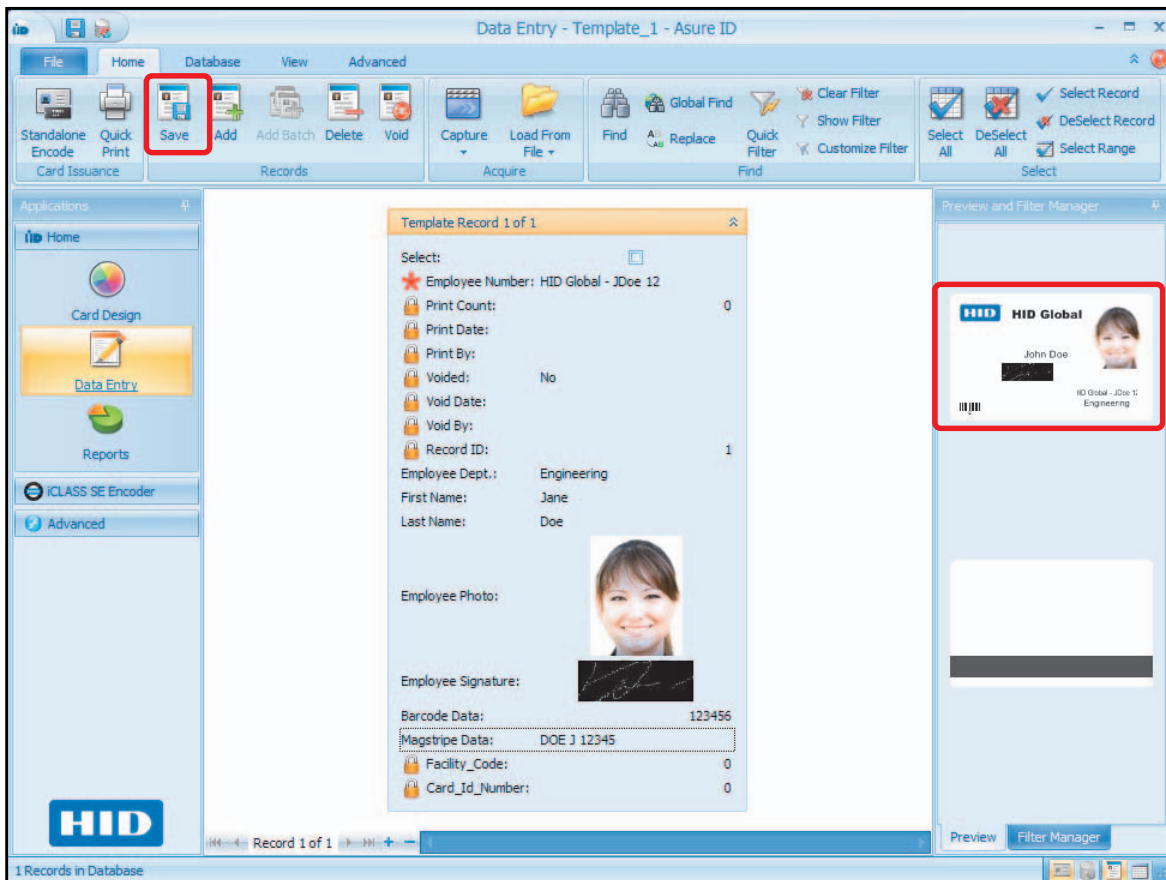 Data Entry - Template_1 - Asure ID
File Home Database View Advanced
Standalone Encode
Quick Print
Save
Add
Add Batch
Delete
Void
Capture
Load From File
Find
Global Find
Replace
Quick Filter
Clear Filter
Show Filter
Customize Filter
Select All
DeSelect All
Select Record
DeSelect Record
Select Range
Card Issuance Records Acquire Find Select
Applications
HID Home
Card Design
Data Entry
Reports
iCLASS SE Encoder
Advanced
HID
Template Record 1 of 1
Select:
Employee Number: HID Global - JDoe 12
Print Count: 0
Print Date:
Print By:
Voided: No
Void Date:
Void By:
Record ID: 1
Employee Dept.: Engineering
First Name: Jane
Last Name: Doe
Employee Photo:
Employee Signature:
Barcode Data: 123456
Magstripe Data: DOE J 12345
Facility_Code: 0
Card_Id_Number: 0
Record 1 of 1
Preview and Filter Manager
HID HID Global
John Doe
HID Global - JDoe 12
Engineering
Preview Filter Manager
1 Records in Database